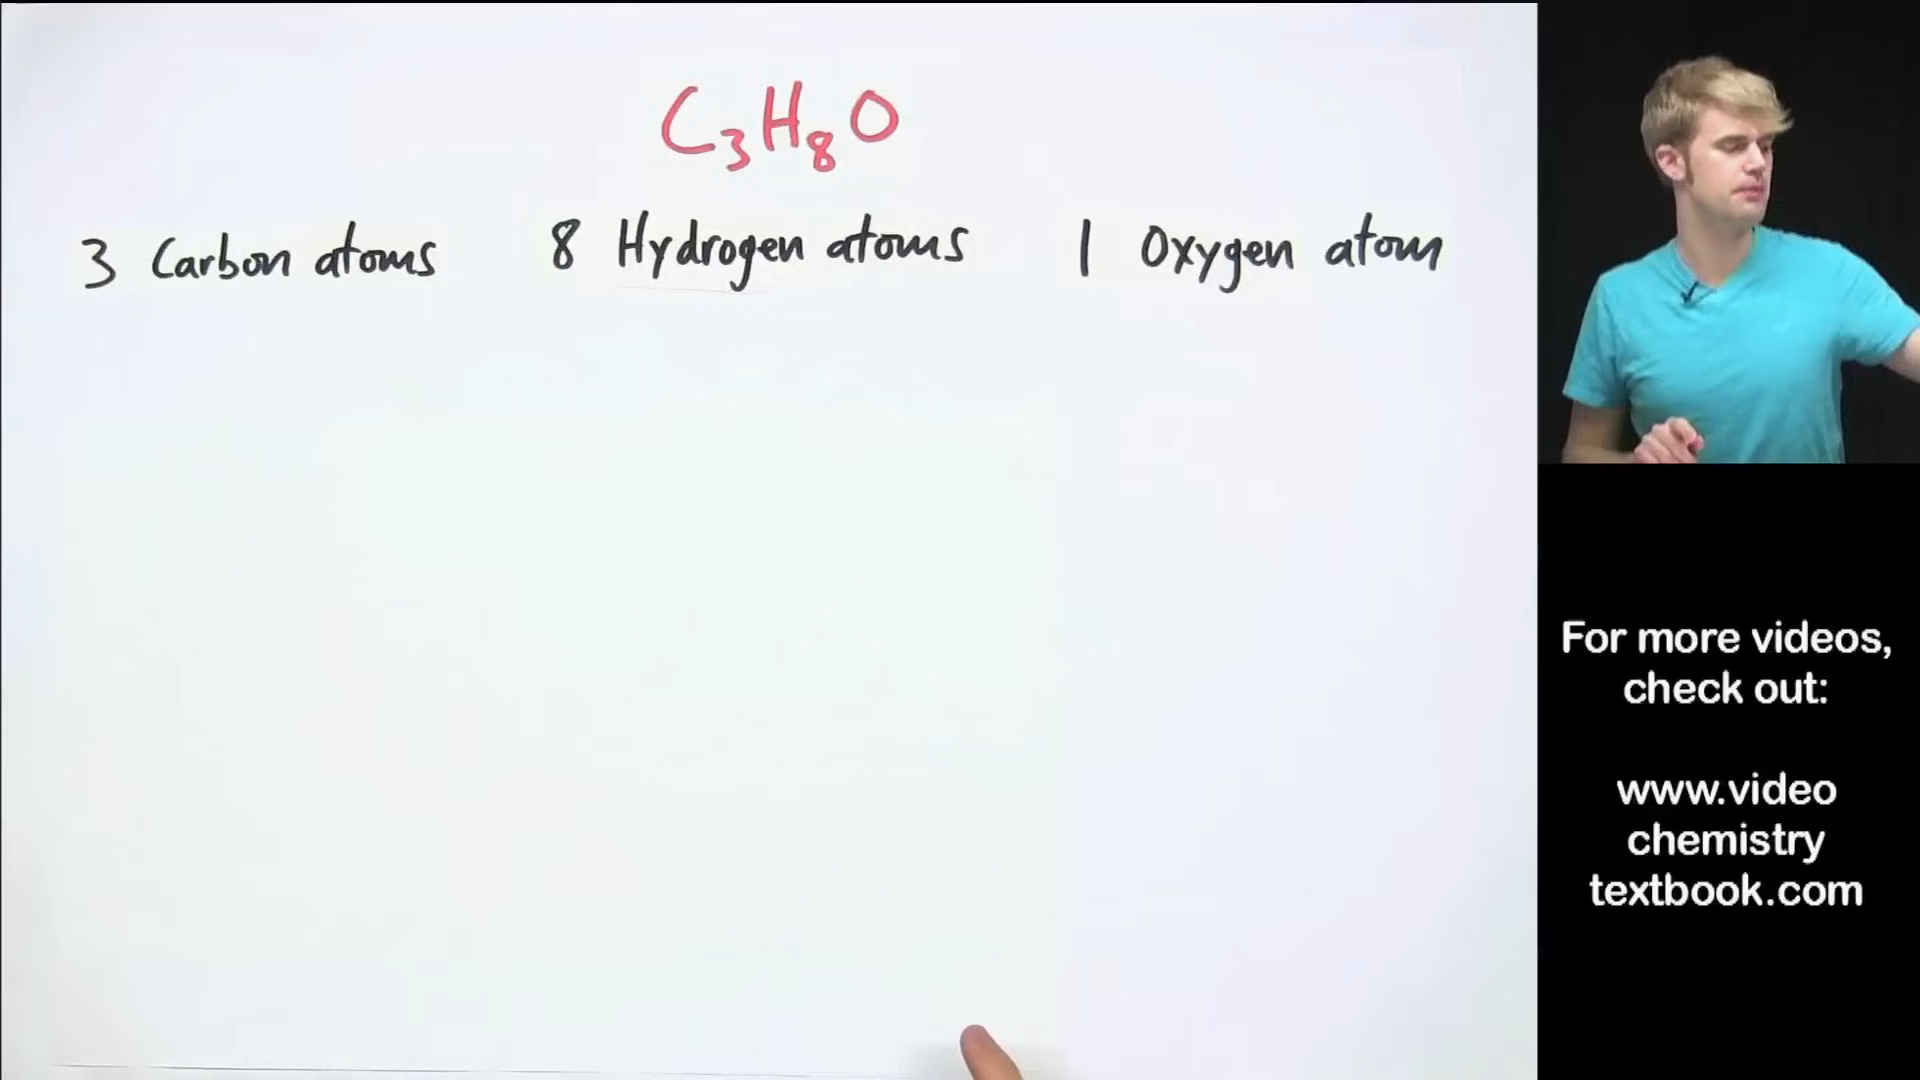 C₃H₈O
3 Carbon atoms 8 Hydrogen atoms 1 Oxygen atom
For more videos,
check out:
www.video
chemistry
textbook.com